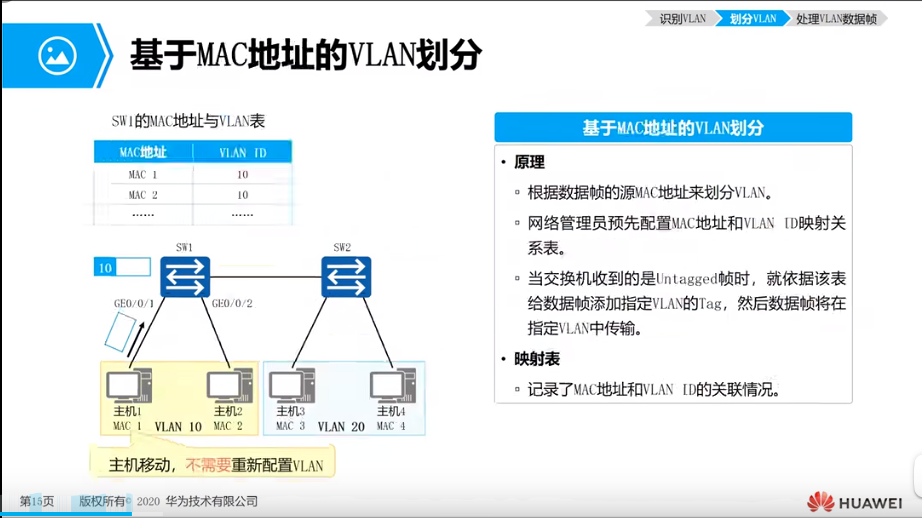 识别VLAN 划分VLAN 处理VLAN数据帧
基于MAC地址的VLAN划分
SW1的MAC地址与VLAN表
MAC地址 VLAN ID
MAC 1 10
MAC 2 10
…… ……
SW1 SW2
10
GE0/0/1 GE0/0/2
主机1 主机2 主机3 主机4
MAC 1 VLAN 10 MAC 2 MAC 3 VLAN 20 MAC 4
主机移动，不需要重新配置VLAN
基于MAC地址的VLAN划分
• 原理
▫ 根据数据帧的源MAC地址来划分VLAN。
▫ 网络管理员预先配置MAC地址和VLAN ID映射关
系表。
▫ 当交换机收到的是Untagged帧时，就依据该表
给数据帧添加指定VLAN的Tag，然后数据帧将在
指定VLAN中传输。
• 映射表
▫ 记录了MAC地址和VLAN ID的关联情况。
第15页 版权所有© 2020 华为技术有限公司
HUAWEI